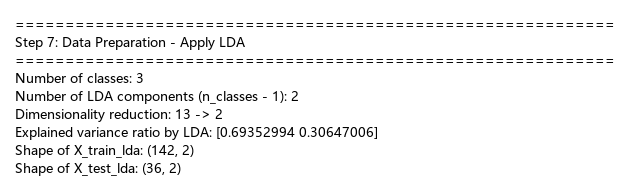 ============================================================
Step 7: Data Preparation - Apply LDA
============================================================
Number of classes: 3
Number of LDA components (n_classes - 1): 2
Dimensionality reduction: 13 -> 2
Explained variance ratio by LDA: [0.69352994 0.30647006]
Shape of X_train_lda: (142, 2)
Shape of X_test_lda: (36, 2)